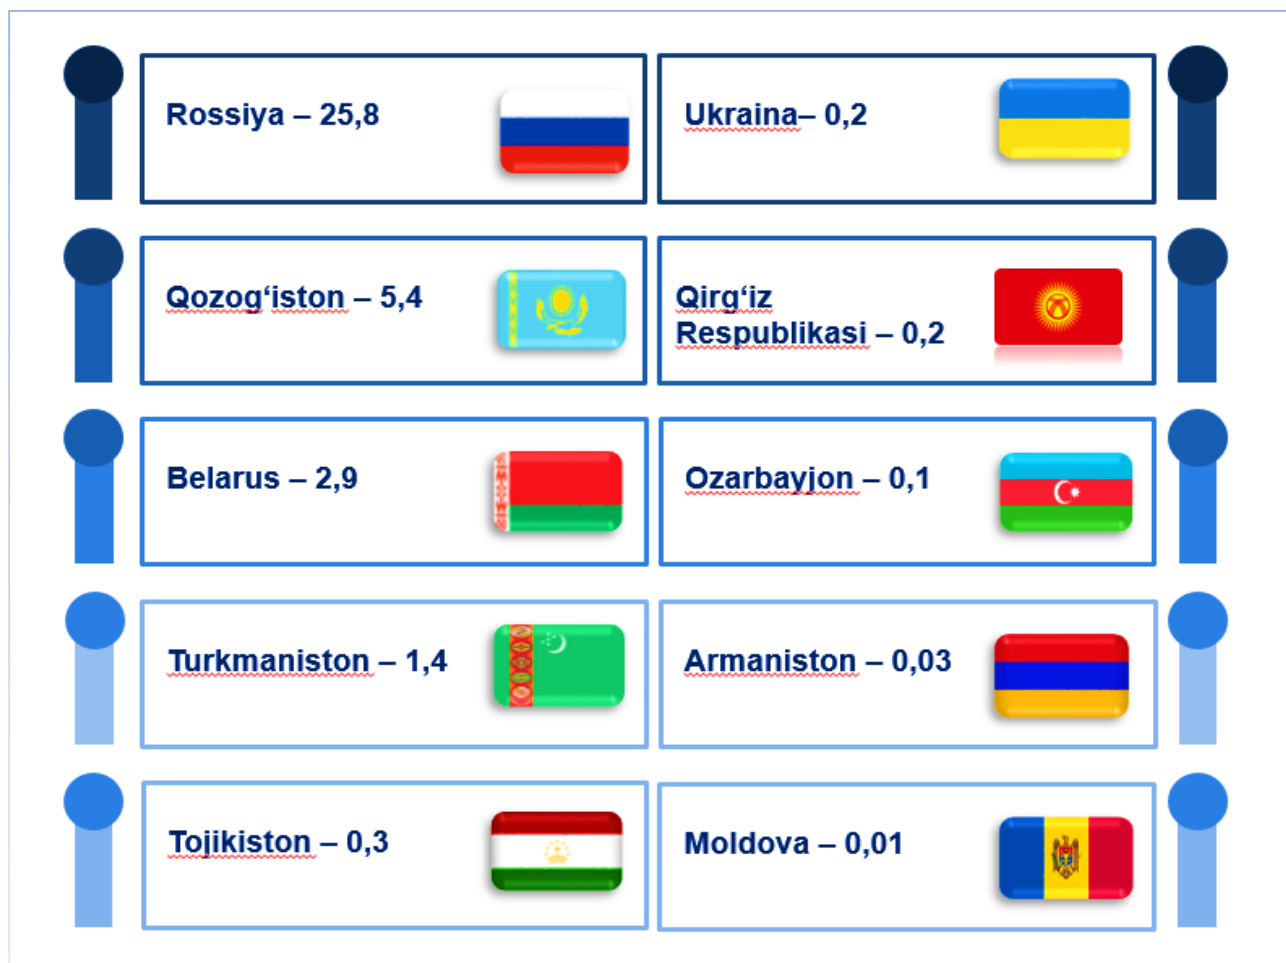 Rossiya – 25,8
Ukraina– 0,2
Qozog‘iston – 5,4
Qirg‘iz
Respublikasi – 0,2
Belarus – 2,9
Ozarbayjon – 0,1
Turkmaniston – 1,4
Armaniston – 0,03
Tojikiston – 0,3
Moldova – 0,01